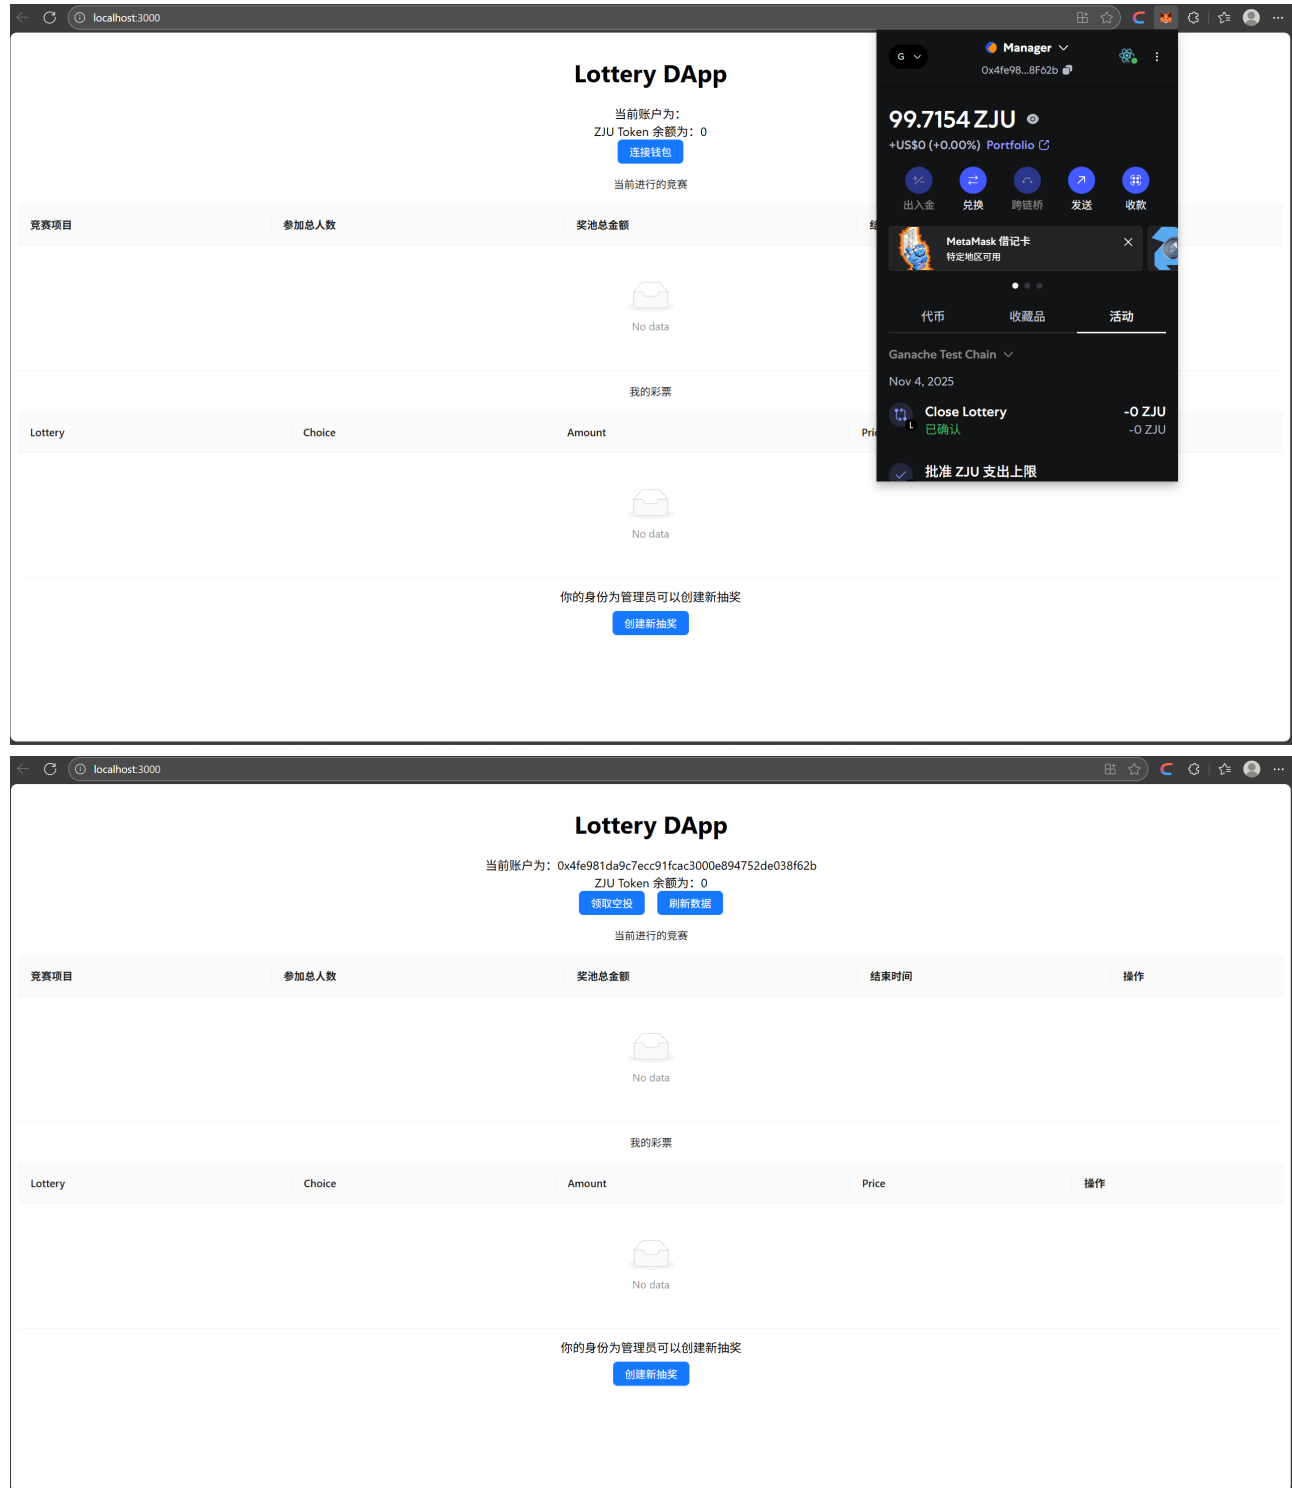 localhost:3000
Lottery DApp
当前账户为：
ZJU Token 余额为：0
连接钱包
当前进行的竞赛
竞赛项目 参加总人数 奖池总金额
No data
我的彩票
Lottery Choice Amount
No data
你的身份为管理员可以创建新抽奖
创建新抽奖
G
Manager
0x4fe98...8F62b
99.7154 ZJU
+US$0 (+0.00%) Portfolio
出入金 兑换 跨链桥 发送 收款
MetaMask 借记卡
特定地区可用
代币 收藏品 活动
Ganache Test Chain
Nov 4, 2025
L
Close Lottery -0 ZJU
已确认 -0 ZJU
批准 ZJU 支出上限
localhost:3000
Lottery DApp
当前账户为：0x4fe981da9c7ecc91fcac3000e894752de038f62b
ZJU Token 余额为：0
领取空投 刷新数据
当前进行的竞赛
竞赛项目 参加总人数 奖池总金额 结束时间 操作
No data
我的彩票
Lottery Choice Amount Price 操作
No data
你的身份为管理员可以创建新抽奖
创建新抽奖